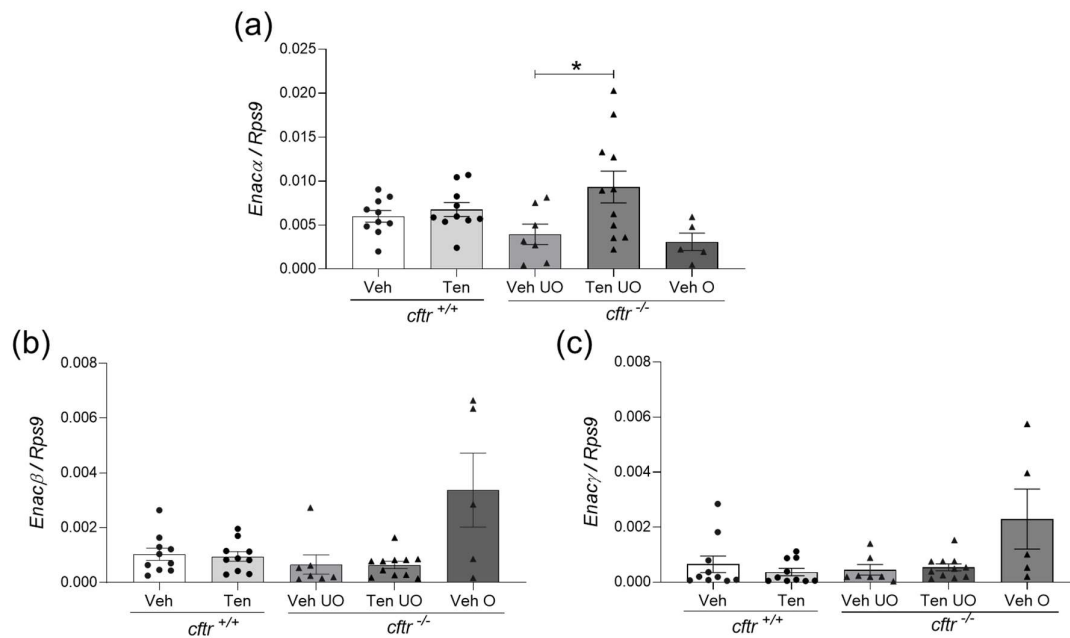 (a)
Enacα / Rps9
0.025
0.020
0.015
0.010
0.005
0.000
*
Veh Ten Veh UO Ten UO Veh O
cftr +/+ cftr -/-
(b)
Enacβ / Rps9
0.008
0.006
0.004
0.002
0.000
Veh Ten Veh UO Ten UO Veh O
cftr +/+ cftr -/-
(c)
Enacγ / Rps9
0.008
0.006
0.004
0.002
0.000
Veh Ten Veh UO Ten UO Veh O
cftr +/+ cftr -/-